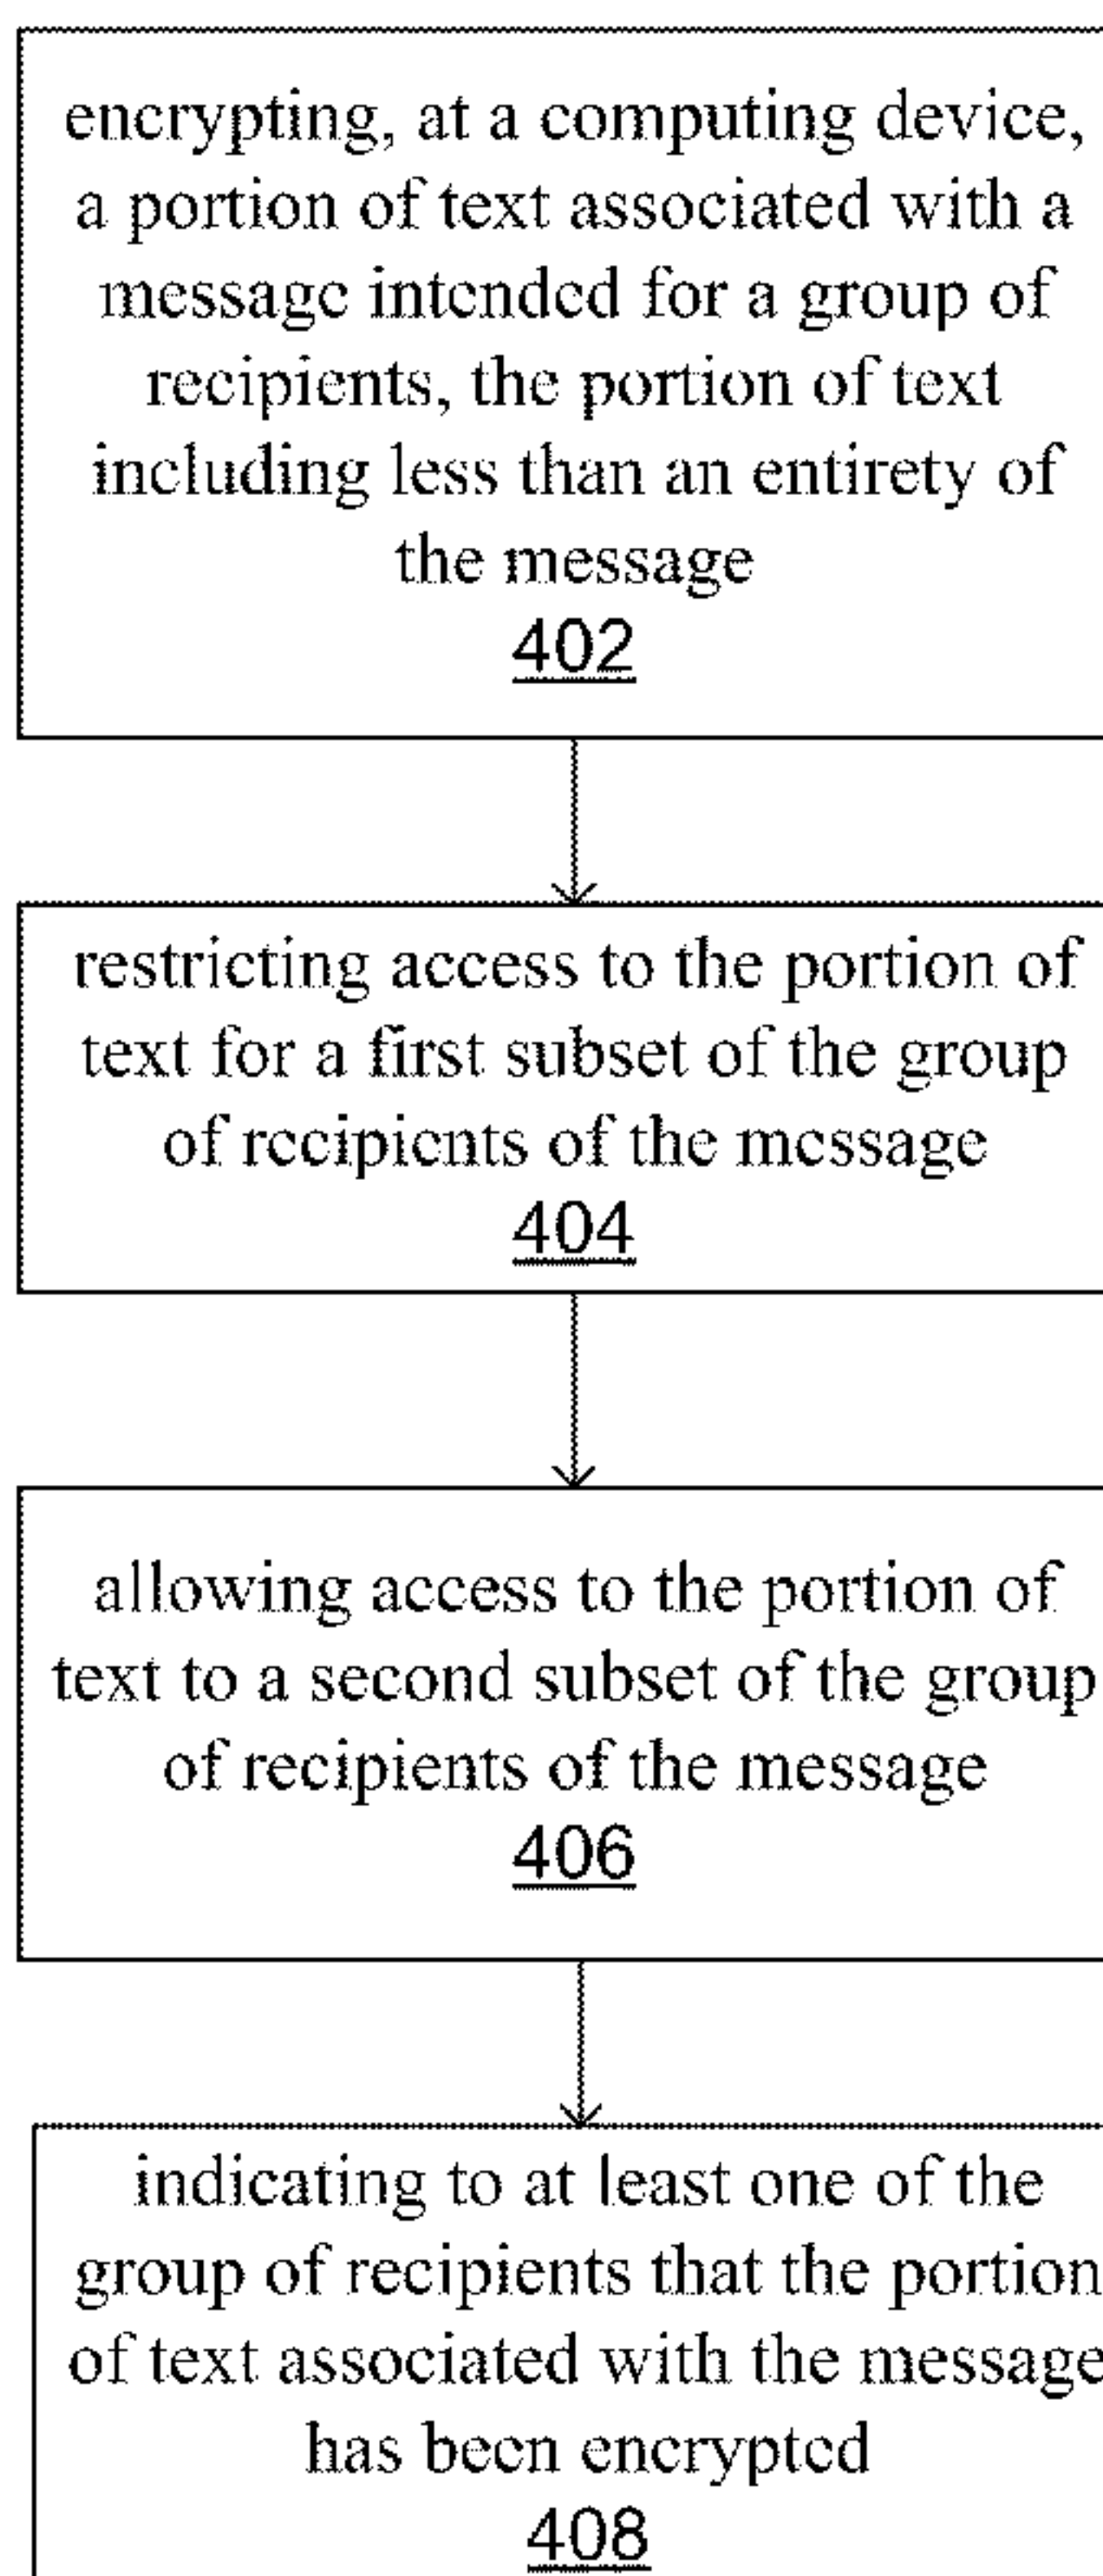 encrypting, at a computing device,
a portion of text associated with a
message intended for a group of
recipients, the portion of text
including less than an entirety of
the message
402
restricting access to the portion of
text for a first subset of the group
of recipients of the message
404
allowing access to the portion of
text to a second subset of the group
of recipients of the message
406
indicating to at least one of the
group of recipients that the portion
of text associated with the message
has been encrypted
408